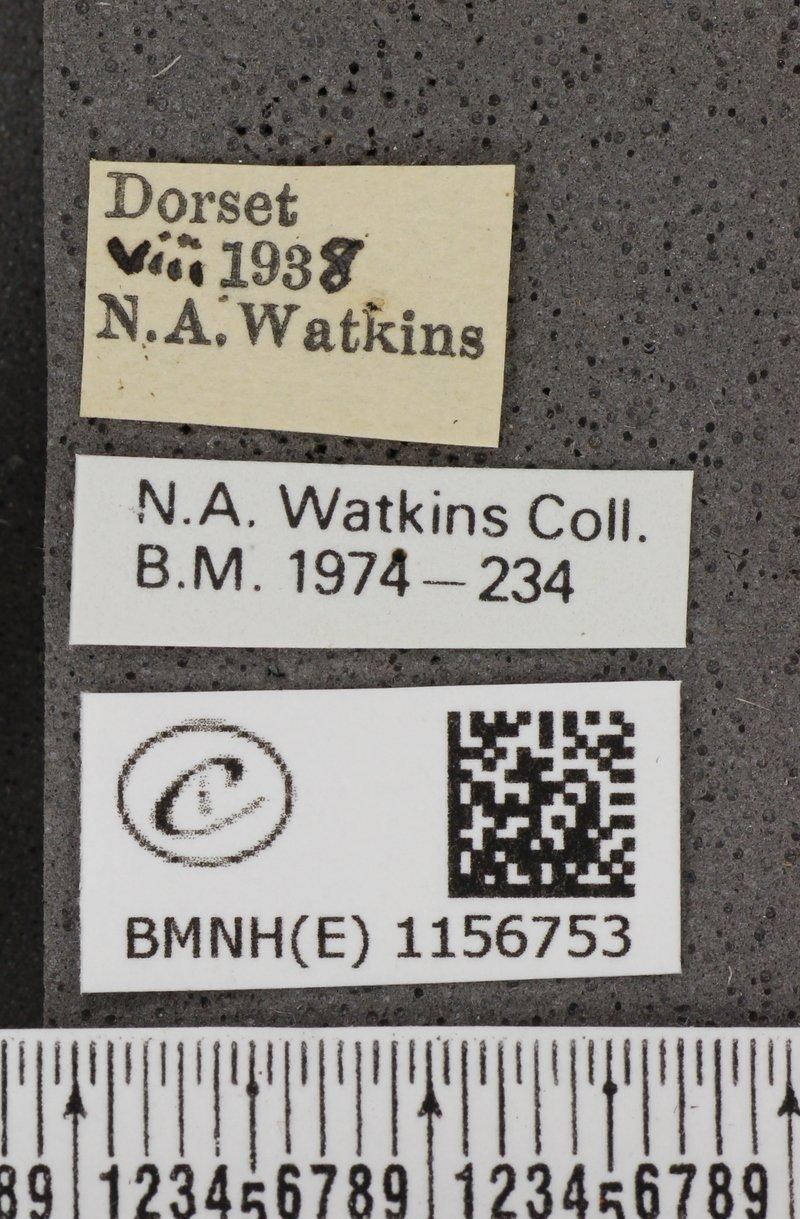 Dorset
viii 1938
N.A. Watkins
N.A. Watkins Coll.
B.M. 1974–234
C
BMNH(E) 1156753
89 123456789 123456789